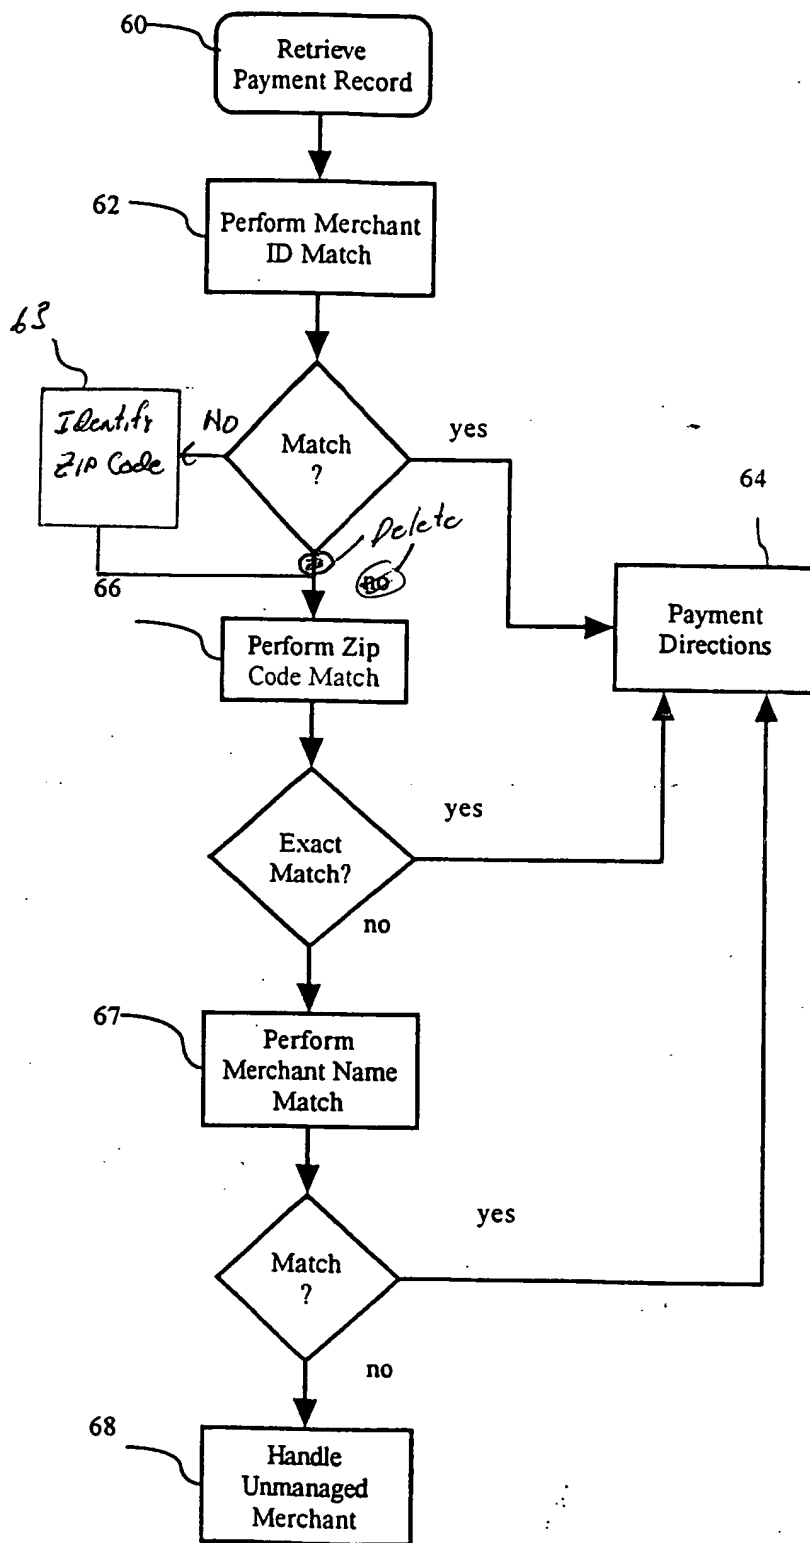 60
Retrieve
Payment Record
62
Perform Merchant
ID Match
63
Identify
ZIP Code
No
Match
?
yes
64
Payment
Directions
Delete
no
66
Perform Zip
Code Match
Exact
Match?
yes
no
67
Perform
Merchant Name
Match
Match
?
yes
no
68
Handle
Unmanaged
Merchant